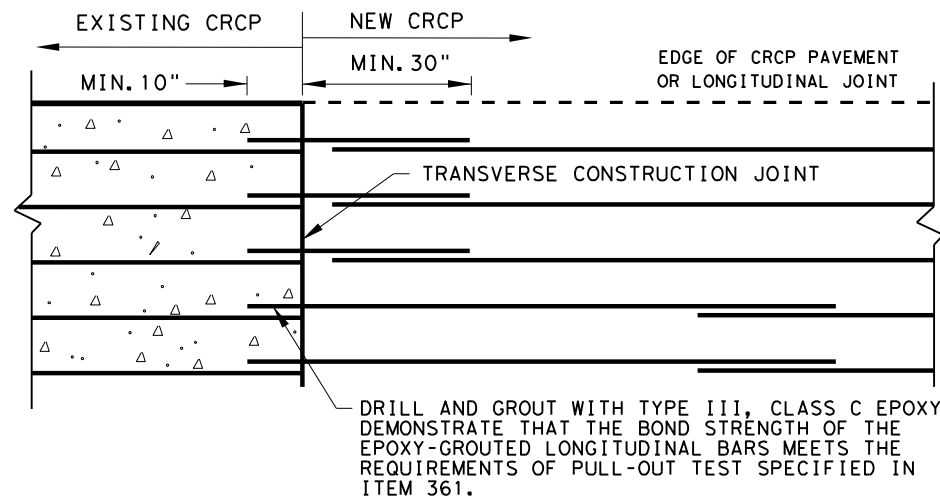 EXISTING CRCP
NEW CRCP
MIN. 10"
MIN. 30"
EDGE OF CRCP PAVEMENT
OR LONGITUDINAL JOINT
TRANSVERSE CONSTRUCTION JOINT
DRILL AND GROUT WITH TYPE III, CLASS C EPOXY
DEMONSTRATE THAT THE BOND STRENGTH OF THE
EPOXY-GROUTED LONGITUDINAL BARS MEETS THE
REQUIREMENTS OF PULL-OUT TEST SPECIFIED IN
ITEM 361.